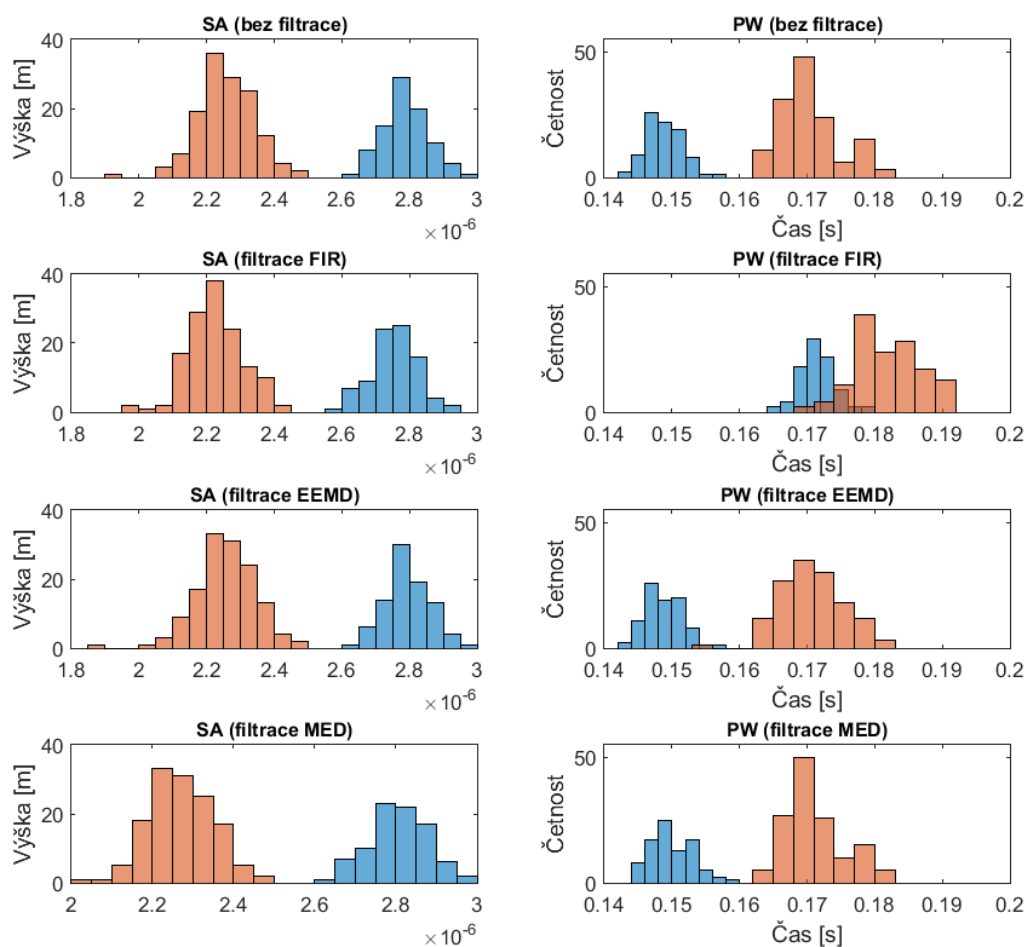 SA (bez filtrace)
Výška [m]
40
20
0
1.8 2 2.2 2.4 2.6 2.8 3
×10-6
PW (bez filtrace)
Četnost
50
0
0.14 0.15 0.16 0.17 0.18 0.19 0.2
Čas [s]
SA (filtrace FIR)
Výška [m]
40
20
0
1.8 2 2.2 2.4 2.6 2.8 3
×10-6
PW (filtrace FIR)
Četnost
50
0
0.14 0.15 0.16 0.17 0.18 0.19 0.2
Čas [s]
SA (filtrace EEMD)
Výška [m]
40
20
0
1.8 2 2.2 2.4 2.6 2.8 3
×10-6
PW (filtrace EEMD)
Četnost
50
0
0.14 0.15 0.16 0.17 0.18 0.19 0.2
Čas [s]
SA (filtrace MED)
Výška [m]
40
20
0
2 2.2 2.4 2.6 2.8 3
×10-6
PW (filtrace MED)
Četnost
50
0
0.14 0.15 0.16 0.17 0.18 0.19 0.2
Čas [s]